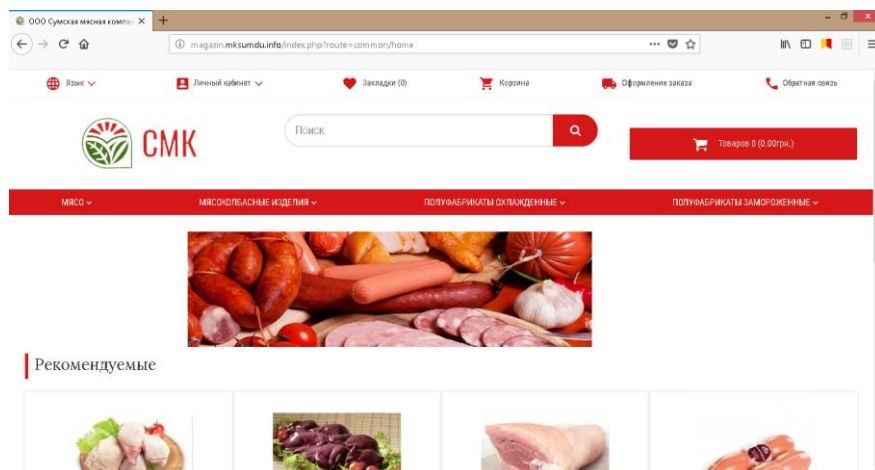 ООО Сумская мясная компан
magazin.mksumdu.info/index.php?route=common/home
Язык
Личный кабинет
Закладки (0)
Корзина
Оформление заказа
Обратная связь
СМК
Поиск
Товаров 0 (0.00грн.)
МЯСО
МЯСОКОЛБАСНЫЕ ИЗДЕЛИЯ
ПОЛУФАБРИКАТЫ ОХЛАЖДЕННЫЕ
ПОЛУФАБРИКАТЫ ЗАМОРОЖЕННЫЕ
Рекомендуемые